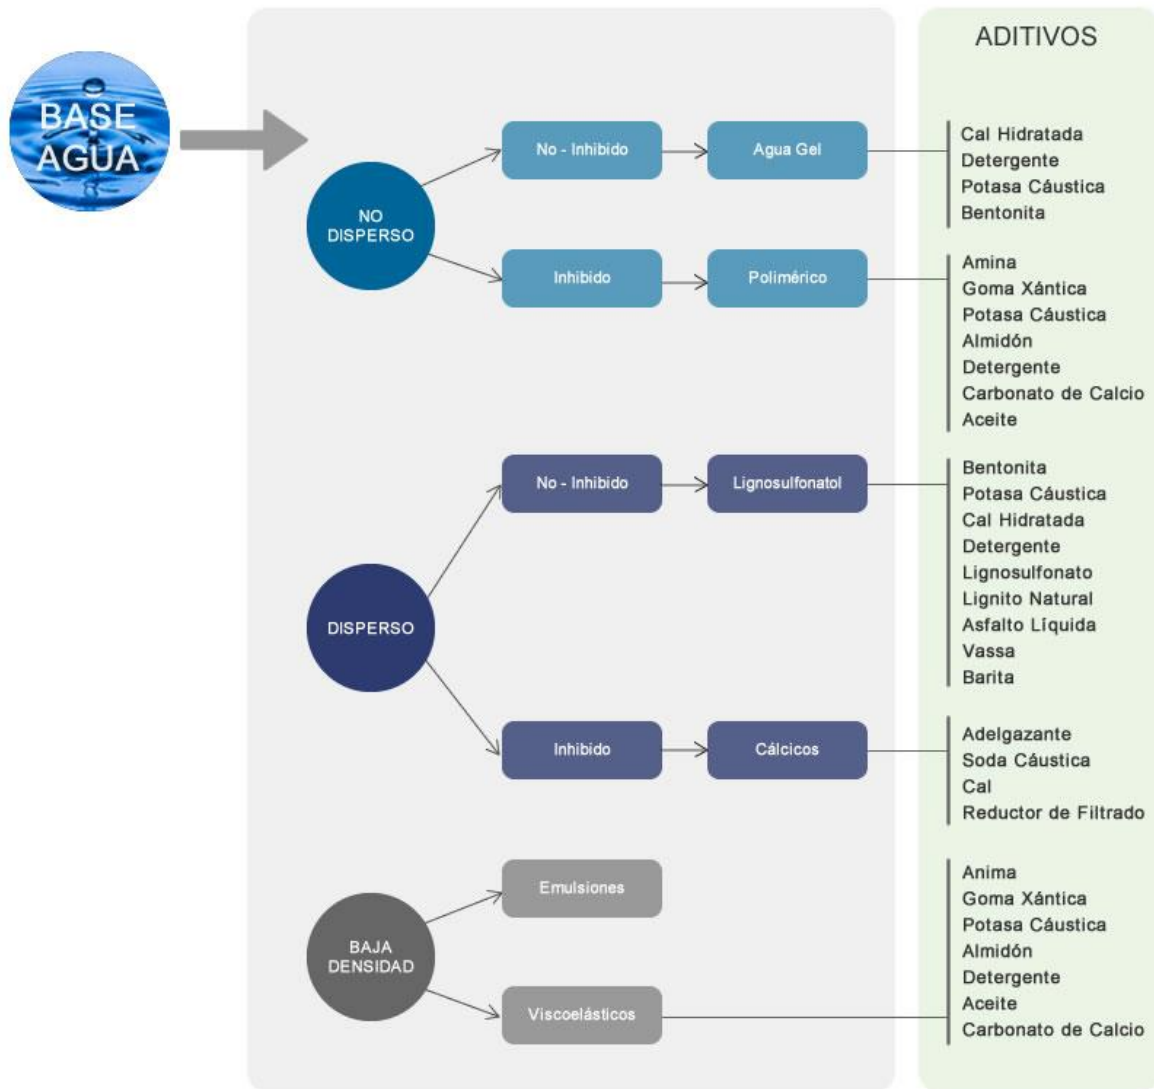 BASE
AGUA
ADITIVOS
NO
DISPERSO
No - Inhibido
Agua Gel
Cal Hidratada
Detergente
Potasa Cáustica
Bentonita
Inhibido
Polimérico
Amina
Goma Xántica
Potasa Cáustica
Almidón
Detergente
Carbonato de Calcio
Aceite
DISPERSO
No - Inhibido
Lignosulfonatol
Bentonita
Potasa Cáustica
Cal Hidratada
Detergente
Lignosulfonato
Lignito Natural
Asfalto Líquida
Vassa
Barita
Inhibido
Cálcicos
Adelgazante
Soda Cáustica
Cal
Reductor de Filtrado
BAJA
DENSIDAD
Emulsiones
Viscoelásticos
Anima
Goma Xántica
Potasa Cáustica
Almidón
Detergente
Aceite
Carbonato de Calcio